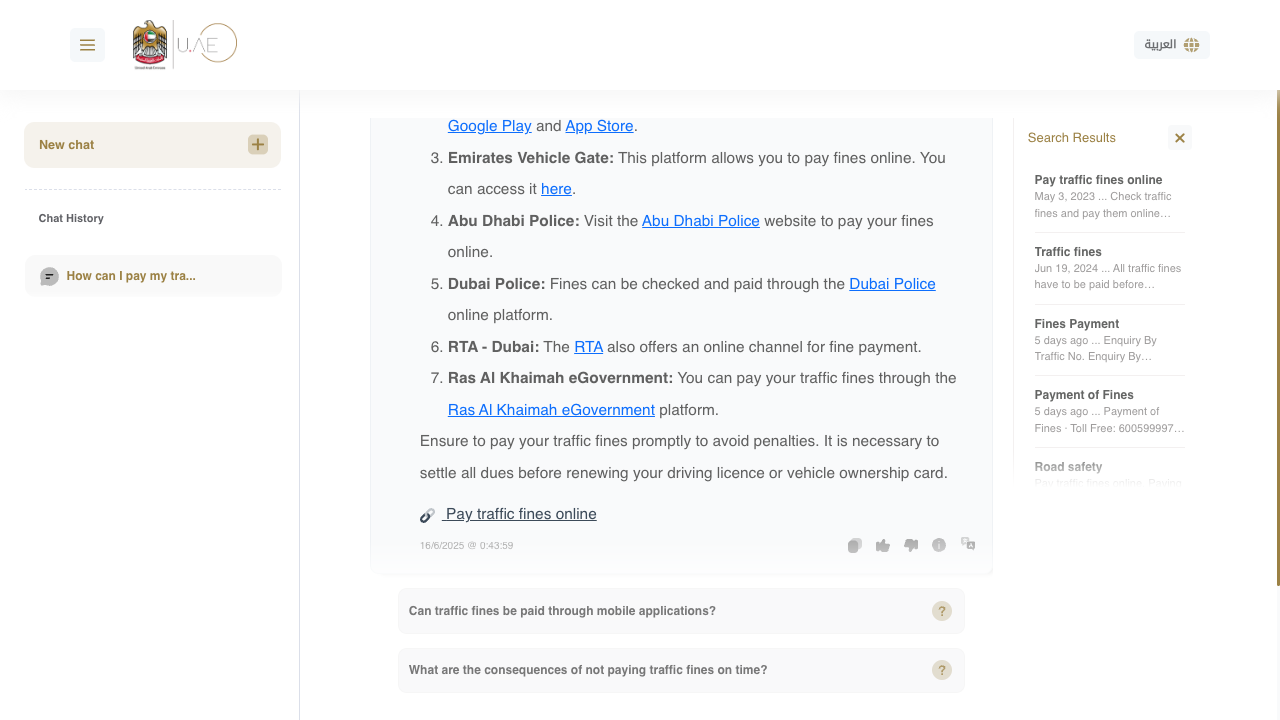 U.AE
العربية
New chat
Chat History
How can I pay my tra...
Google Play and App Store.
3. Emirates Vehicle Gate: This platform allows you to pay fines online. You
can access it here.
4. Abu Dhabi Police: Visit the Abu Dhabi Police website to pay your fines
online.
5. Dubai Police: Fines can be checked and paid through the Dubai Police
online platform.
6. RTA - Dubai: The RTA also offers an online channel for fine payment.
7. Ras Al Khaimah eGovernment: You can pay your traffic fines through the
Ras Al Khaimah eGovernment platform.
Ensure to pay your traffic fines promptly to avoid penalties. It is necessary to
settle all dues before renewing your driving licence or vehicle ownership card.
Pay traffic fines online
16/6/2025 @ 0:43:59
Can traffic fines be paid through mobile applications?
?
What are the consequences of not paying traffic fines on time?
?
Search Results
Pay traffic fines online
May 3, 2023 ... Check traffic
fines and pay them online…
Traffic fines
Jun 19, 2024 ... All traffic fines
have to be paid before…
Fines Payment
5 days ago ... Enquiry By
Traffic No. Enquiry By…
Payment of Fines
5 days ago ... Payment of
Fines · Toll Free: 600599997…
Road safety
Pay traffic fines online. Paying